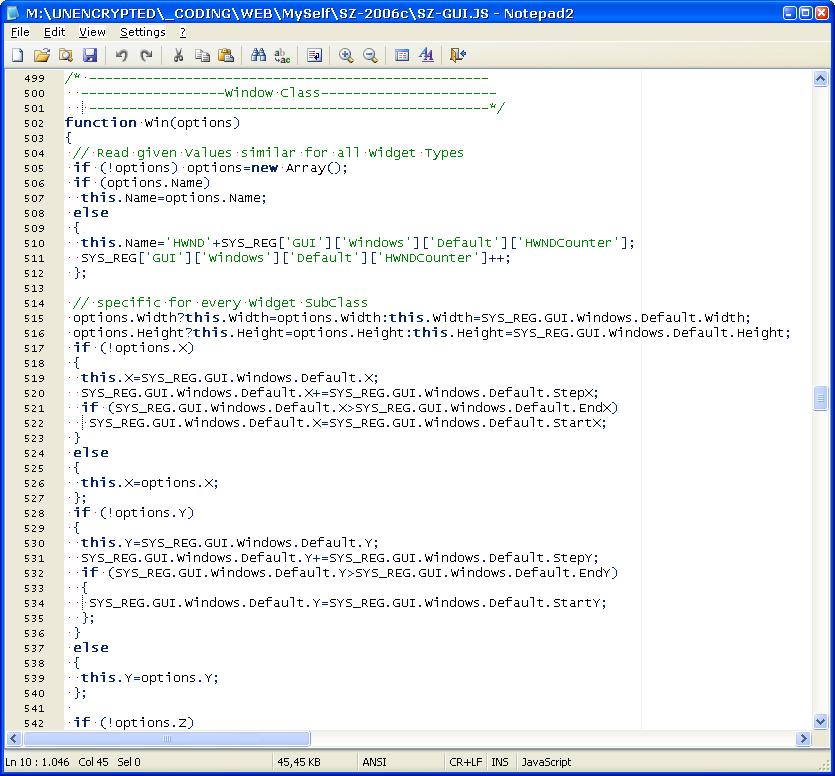 M:\UNENCRYPTED\_CODING\WEB\MySelf\SZ-2006c\SZ-GUI.JS - Notepad2
File Edit View Settings ?
499 /* --------------------------------------------------
500 ------------------Window Class----------------------
501 --------------------------------------------------*/
502 function Win(options)
503 {
504 // Read given Values similar for all Widget Types
505 if (!options) options=new Array();
506 if (options.Name)
507 this.Name=options.Name;
508 else
509 {
510 this.Name='HWND'+SYS_REG['GUI']['Windows']['Default']['HWNDCounter'];
511 SYS_REG['GUI']['Windows']['Default']['HWNDCounter']++;
512 };
513
514 // specific for every Widget SubClass
515 options.Width?this.Width=options.Width:this.Width=SYS_REG.GUI.Windows.Default.Width;
516 options.Height?this.Height=options.Height:this.Height=SYS_REG.GUI.Windows.Default.Height;
517 if (!options.X)
518 {
519 this.X=SYS_REG.GUI.Windows.Default.X;
520 SYS_REG.GUI.Windows.Default.X+=SYS_REG.GUI.Windows.Default.StepX;
521 if (SYS_REG.GUI.Windows.Default.X>SYS_REG.GUI.Windows.Default.EndX)
522 SYS_REG.GUI.Windows.Default.X=SYS_REG.GUI.Windows.Default.StartX;
523 }
524 else
525 {
526 this.X=options.X;
527 };
528 if (!options.Y)
529 {
530 this.Y=SYS_REG.GUI.Windows.Default.Y;
531 SYS_REG.GUI.Windows.Default.Y+=SYS_REG.GUI.Windows.Default.StepY;
532 if (SYS_REG.GUI.Windows.Default.Y>SYS_REG.GUI.Windows.Default.EndY)
533 {
534 SYS_REG.GUI.Windows.Default.Y=SYS_REG.GUI.Windows.Default.StartY;
535 };
536 }
537 else
538 {
539 this.Y=options.Y;
540 };
541
542 if (!options.Z)
Ln 10 : 1.046 Col 45 Sel 0 45,45 KB ANSI CR+LF INS JavaScript